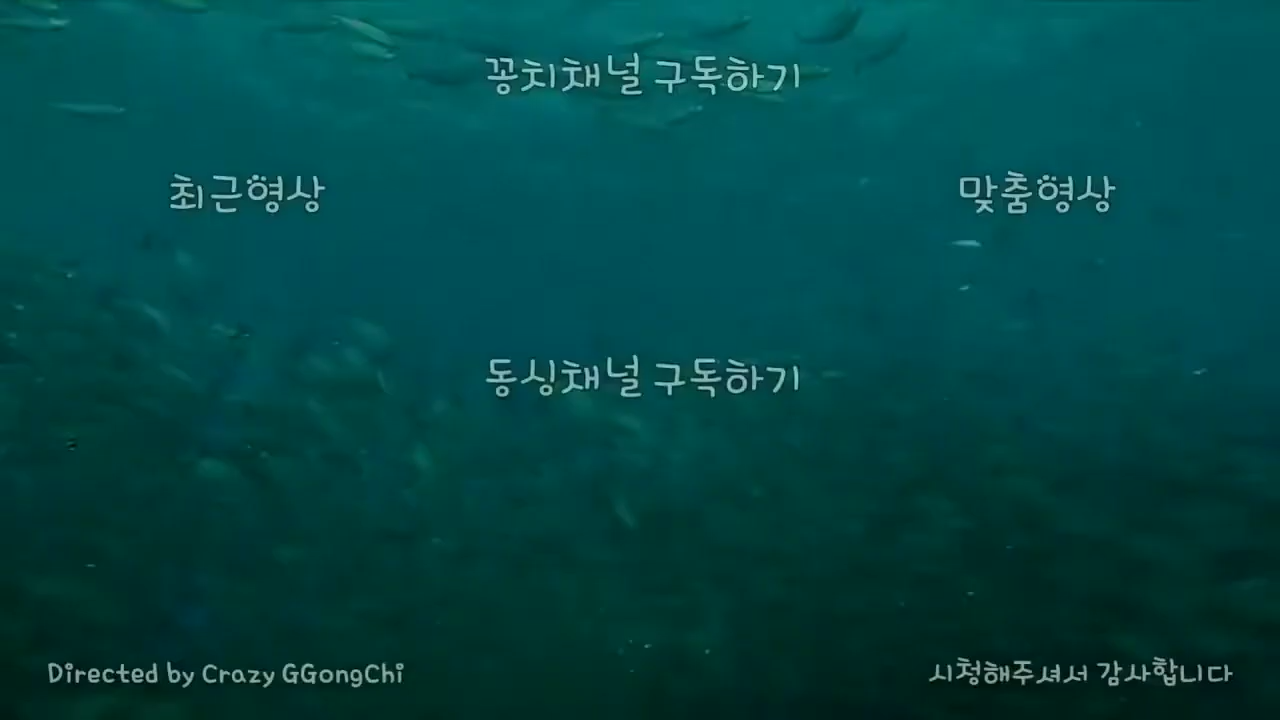 꽁치채널 구독하기
최근영상
맞춤영상
동싱채널 구독하기
Directed by Crazy GGongChi
시청해주셔서 감사합니다